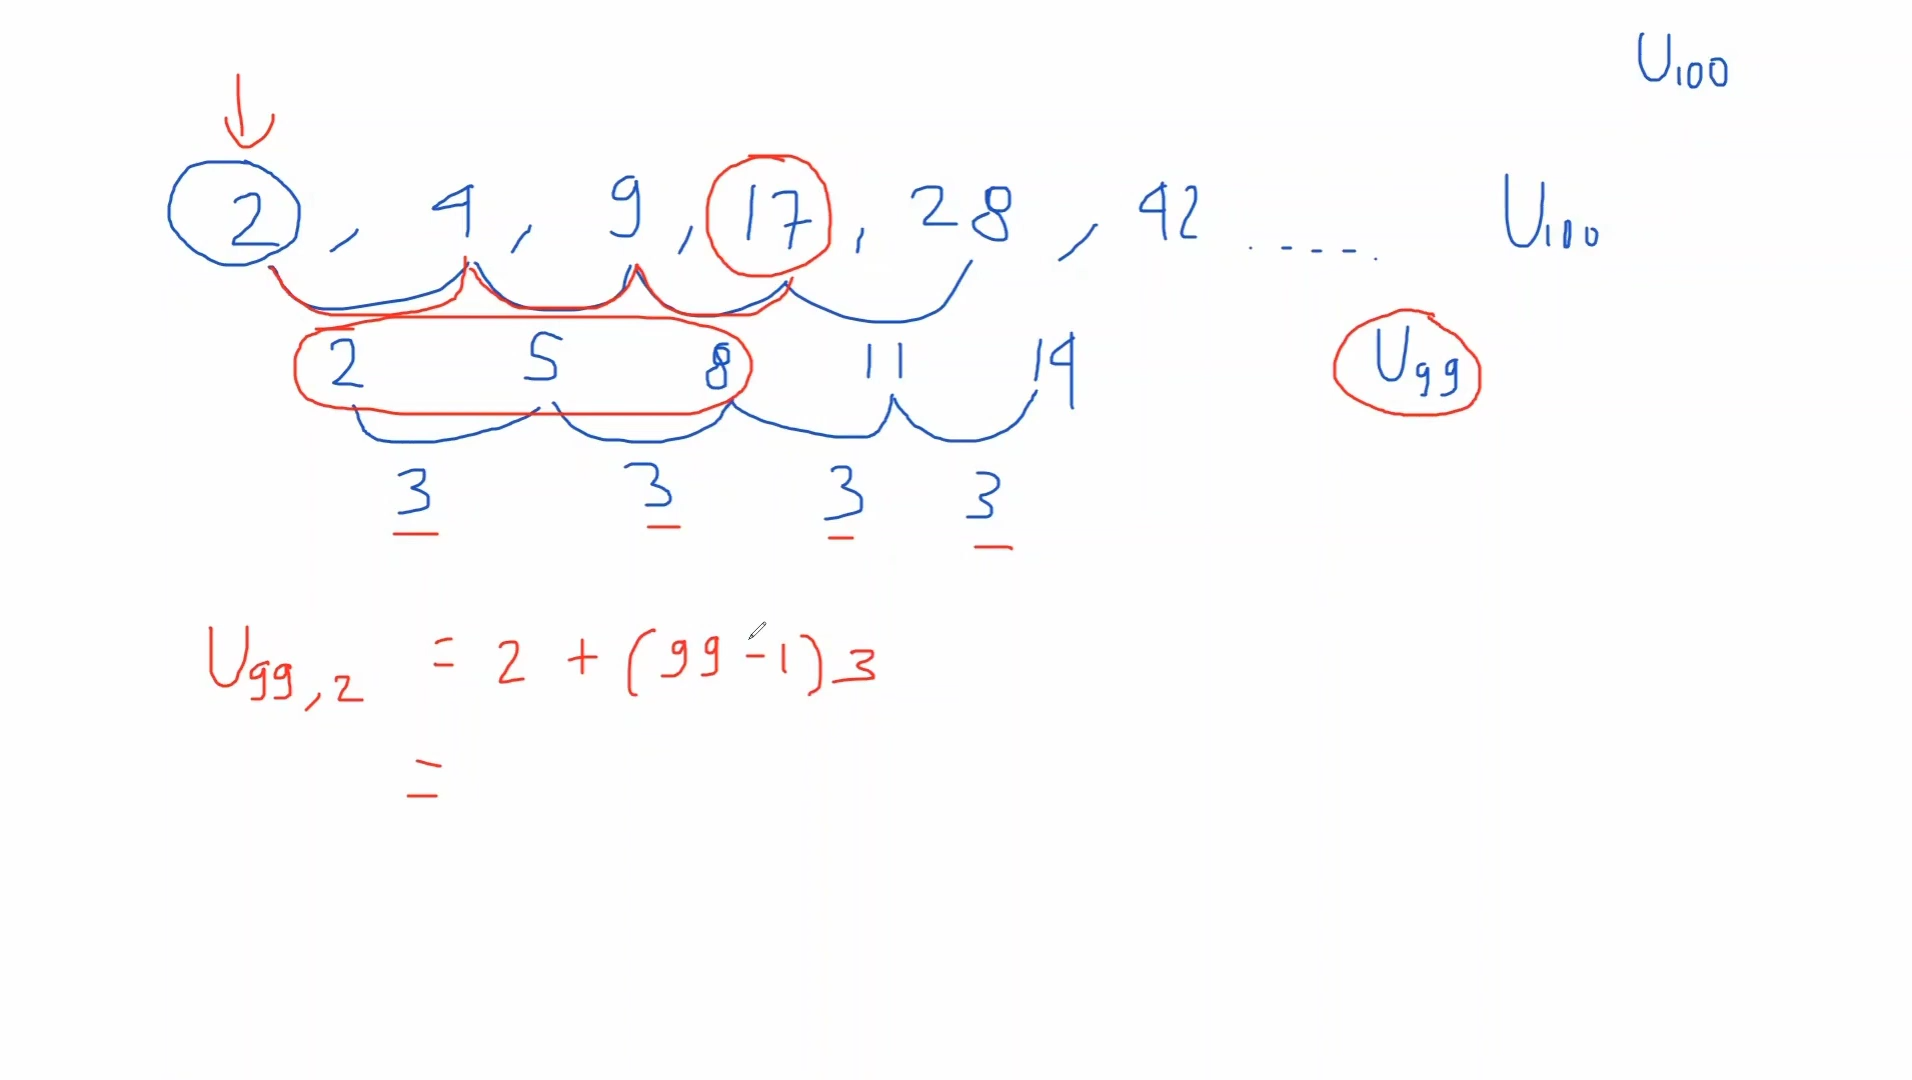 U₁₀₀
2 , 4 , 9 , 17 , 28 , 42 ..... U₁₀₀
2 5 8 11 14 U₉₉
3 3 3 3
U₉₉,₂ = 2 + (99-1)3
=